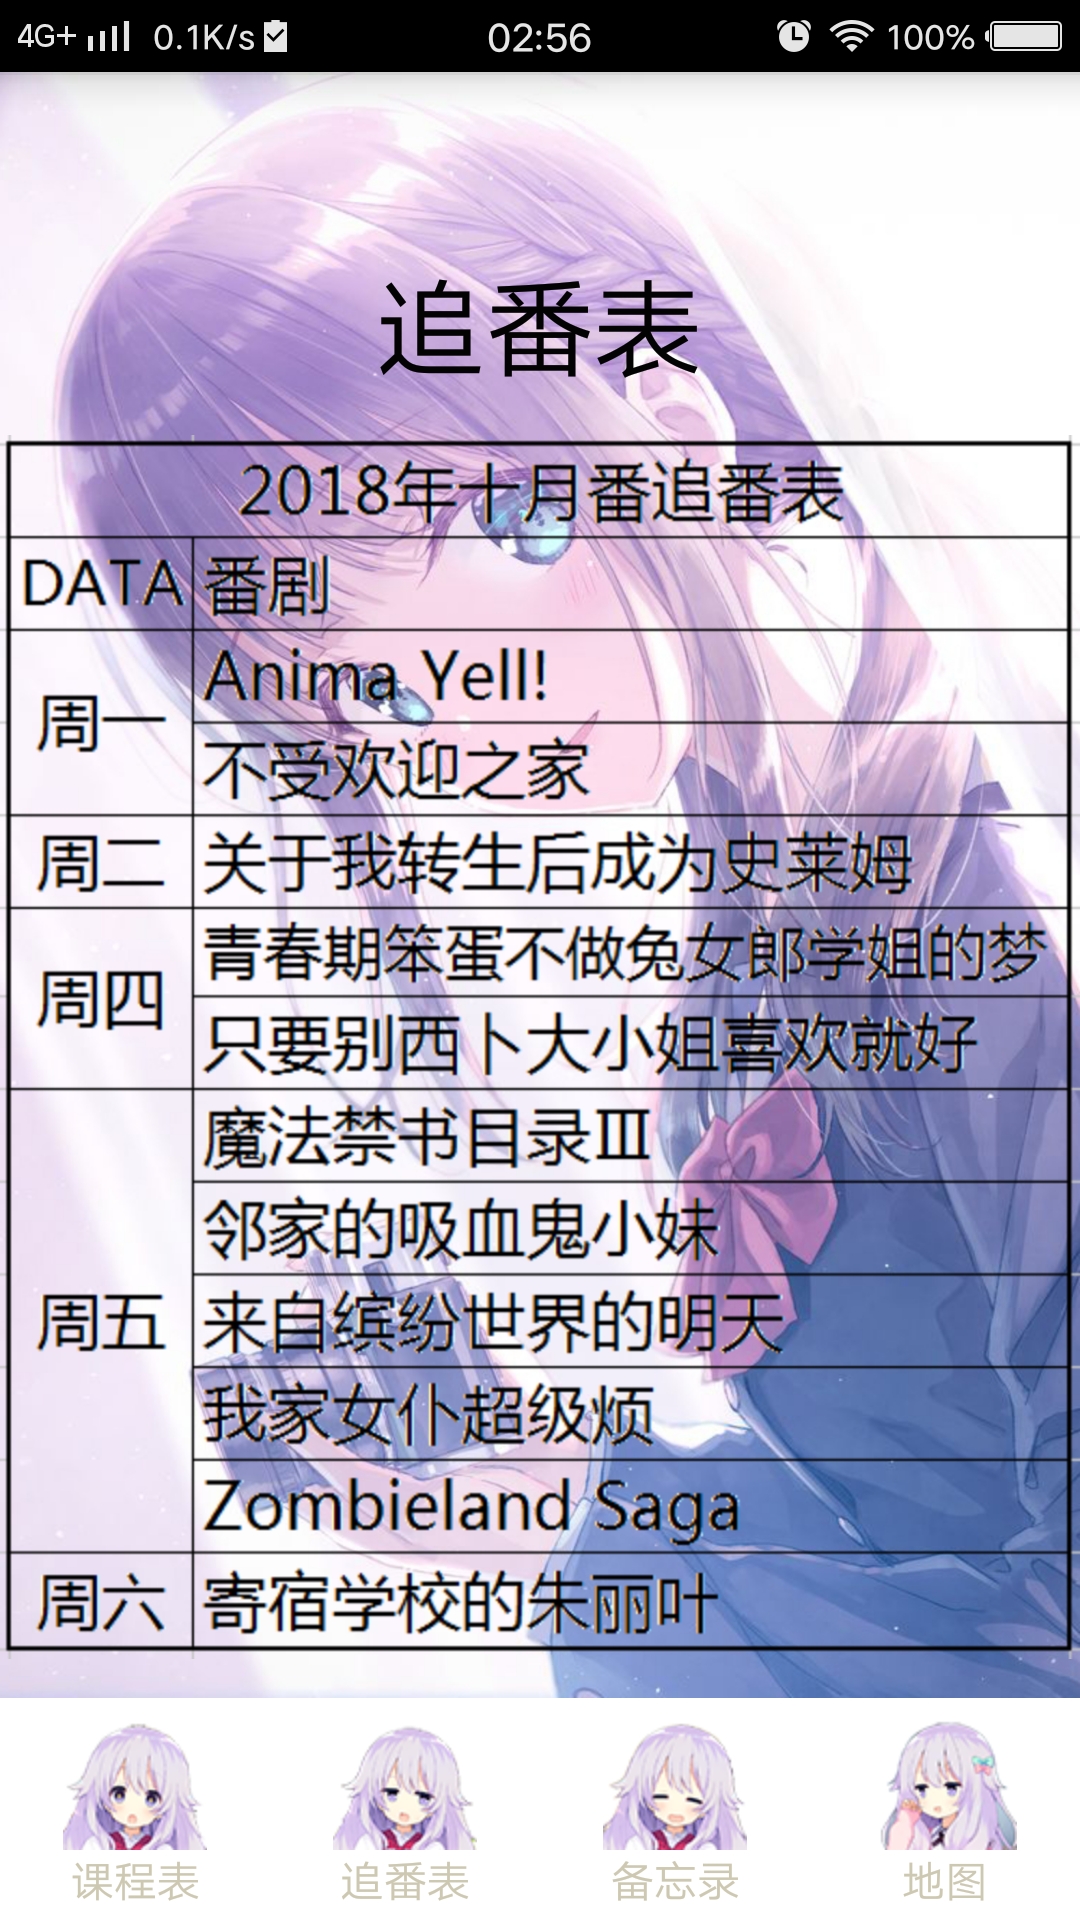 4G+ 0.1K/s 02:56 100%
追番表
2018年十月番追番表
DATA 番剧
周一 Anima Yell!
不受欢迎之家
周二 关于我转生后成为史莱姆
周四 青春期笨蛋不做兔女郎学姐的梦
只要别西卜大小姐喜欢就好
周五 魔法禁书目录Ⅲ
邻家的吸血鬼小妹
来自缤纷世界的明天
我家女仆超级烦
Zombieland Saga
周六 寄宿学校的朱丽叶
课程表 追番表 备忘录 地图